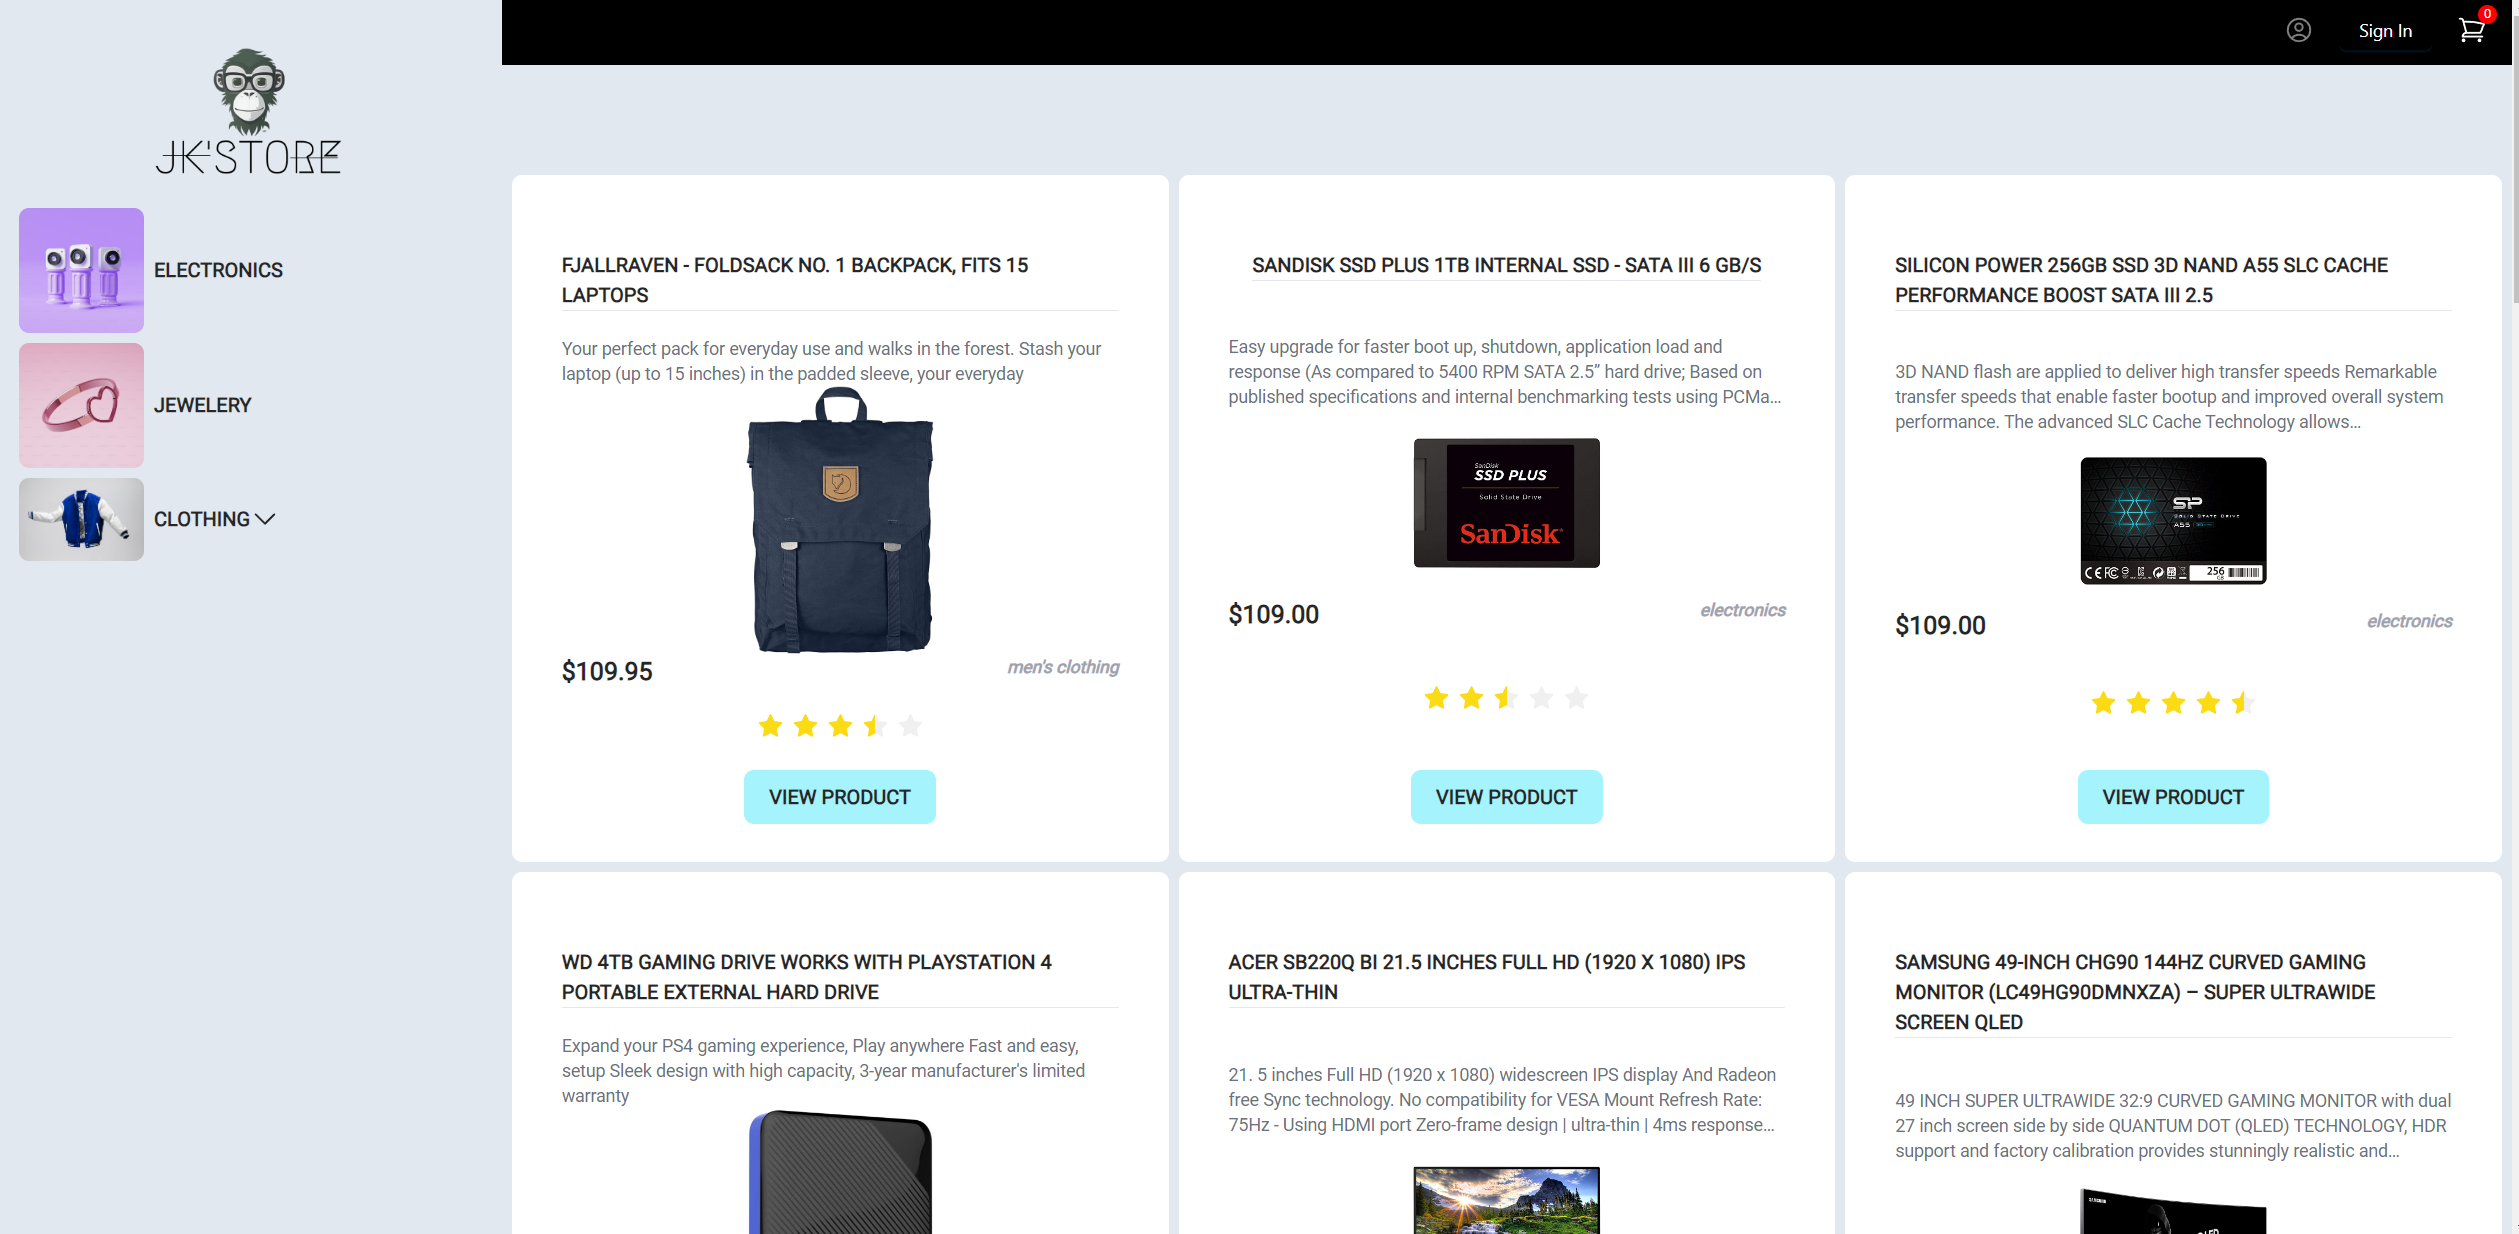 0
Sign In
JK'STORE
ELECTRONICS
JEWELERY
CLOTHING
FJALLRAVEN - FOLDSACK NO. 1 BACKPACK, FITS 15
LAPTOPS
Your perfect pack for everyday use and walks in the forest. Stash your
laptop (up to 15 inches) in the padded sleeve, your everyday
$109.95
men's clothing
VIEW PRODUCT
SANDISK SSD PLUS 1TB INTERNAL SSD - SATA III 6 GB/S
Easy upgrade for faster boot up, shutdown, application load and
response (As compared to 5400 RPM SATA 2.5” hard drive; Based on
published specifications and internal benchmarking tests using PCMa...
SanDisk
SSD PLUS
Solid State Drive
SanDisk
$109.00
electronics
VIEW PRODUCT
SILICON POWER 256GB SSD 3D NAND A55 SLC CACHE
PERFORMANCE BOOST SATA III 2.5
3D NAND flash are applied to deliver high transfer speeds Remarkable
transfer speeds that enable faster bootup and improved overall system
performance. The advanced SLC Cache Technology allows...
SP
SOLID STATE DRIVE
A55
256
GB
$109.00
electronics
VIEW PRODUCT
WD 4TB GAMING DRIVE WORKS WITH PLAYSTATION 4
PORTABLE EXTERNAL HARD DRIVE
Expand your PS4 gaming experience, Play anywhere Fast and easy,
setup Sleek design with high capacity, 3-year manufacturer's limited
warranty
ACER SB220Q BI 21.5 INCHES FULL HD (1920 X 1080) IPS
ULTRA-THIN
21. 5 inches Full HD (1920 x 1080) widescreen IPS display And Radeon
free Sync technology. No compatibility for VESA Mount Refresh Rate:
75Hz - Using HDMI port Zero-frame design | ultra-thin | 4ms response...
SAMSUNG 49-INCH CHG90 144HZ CURVED GAMING
MONITOR (LC49HG90DMNXZA) – SUPER ULTRAWIDE
SCREEN QLED
49 INCH SUPER ULTRAWIDE 32:9 CURVED GAMING MONITOR with dual
27 inch screen side by side QUANTUM DOT (QLED) TECHNOLOGY, HDR
support and factory calibration provides stunningly realistic and...
SAMSUNG